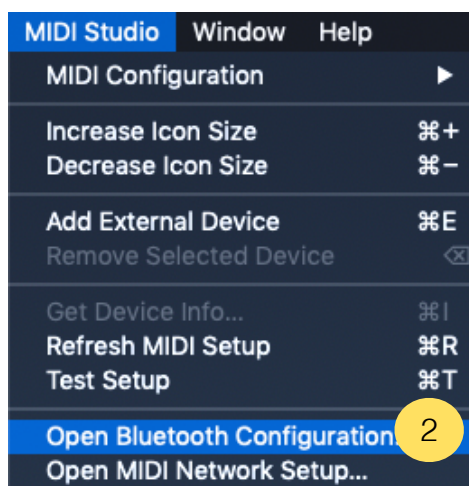 MIDI Studio Window Help
MIDI Configuration ▶
Increase Icon Size ⌘+
Decrease Icon Size ⌘−
Add External Device ⌘E
Remove Selected Device ⌫
Get Device Info... ⌘I
Refresh MIDI Setup ⌘R
Test Setup ⌘T
Open Bluetooth Configuration. 2
Open MIDI Network Setup...